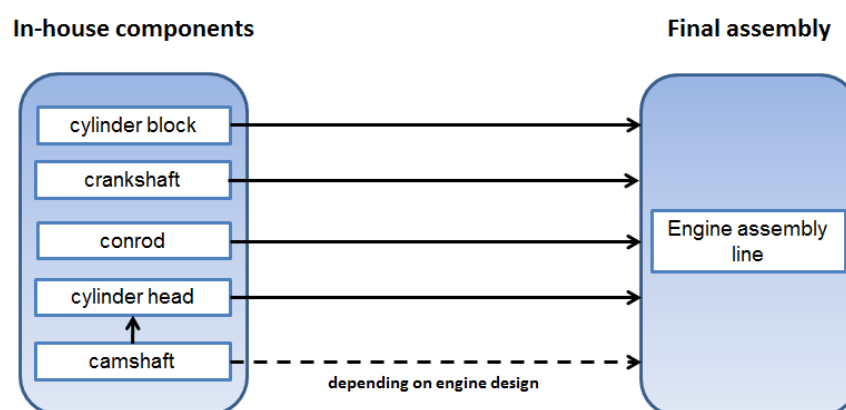 In-house components
Final assembly
cylinder block
crankshaft
conrod
cylinder head
camshaft
Engine assembly
line
depending on engine design